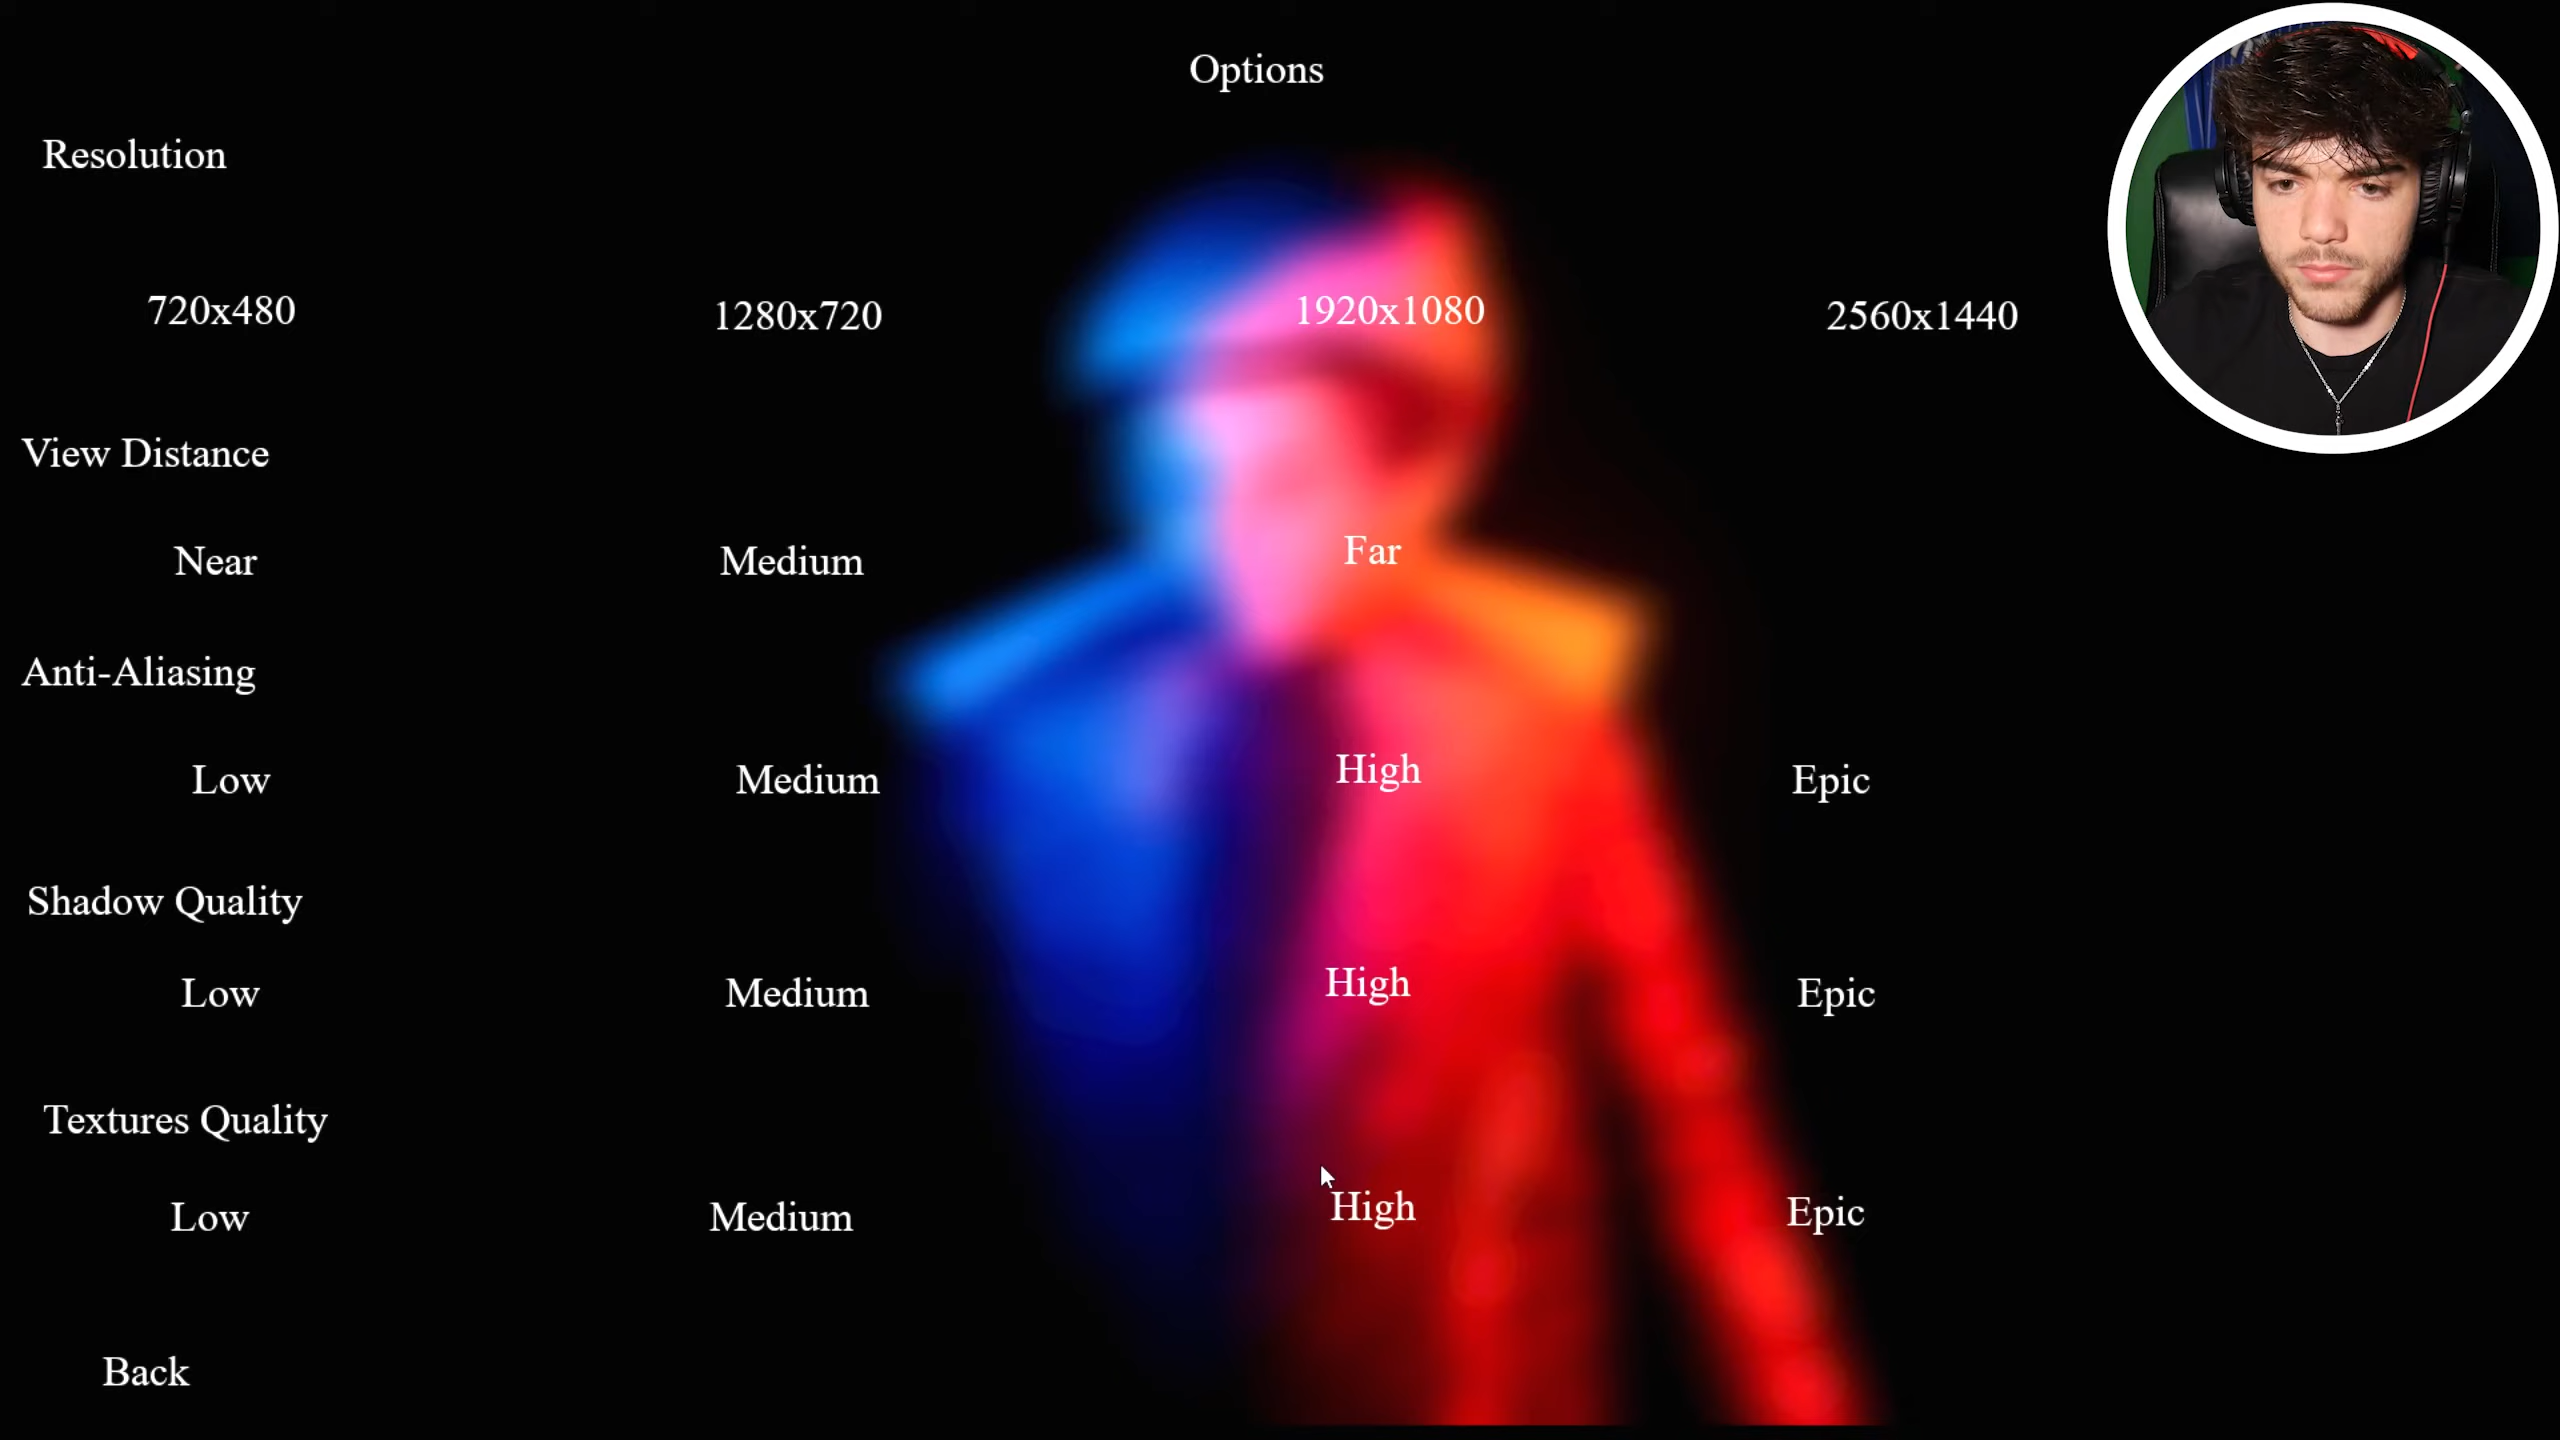 Options
Resolution
720x480 1280x720 1920x1080 2560x1440
View Distance
Near Medium Far
Anti-Aliasing
Low Medium High Epic
Shadow Quality
Low Medium High Epic
Textures Quality
Low Medium High Epic
Back